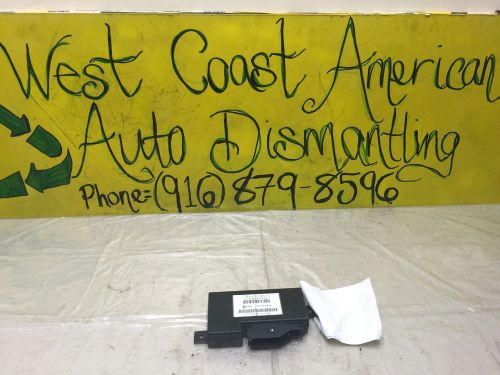 West Coast American
Auto Dismantling
Phone=(916)879-8596